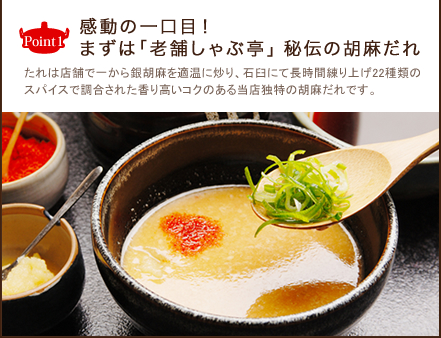 Point1
感動の一口目!
まずは「老舗しゃぶ亭」秘伝の胡麻だれ
たれは店舗で一から銀胡麻を適温に炒り、石臼にて長時間練り上げ22種類の
スパイスで調合された香り高いコクのある当店独特の胡麻だれです。